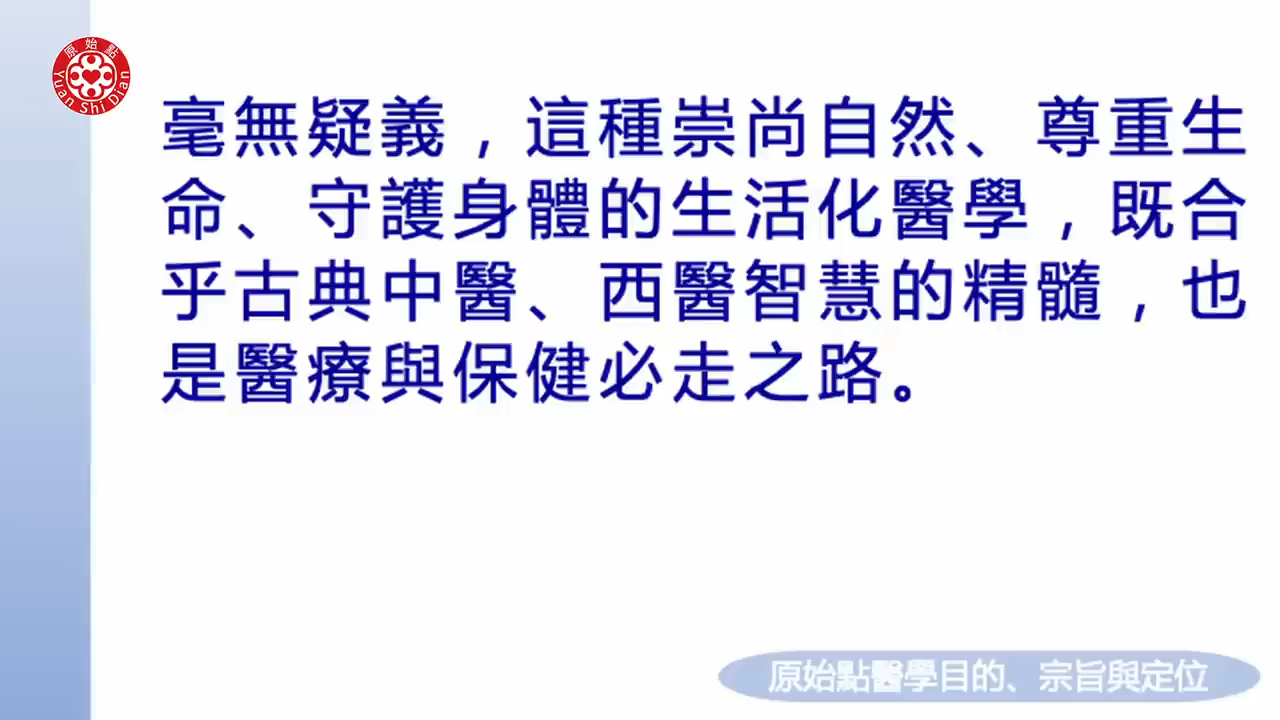 原始點
Yuan Shi Dian
毫無疑義，這種崇尚自然、尊重生
命、守護身體的生活化醫學，既合
乎古典中醫、西醫智慧的精髓，也
是醫療與保健必走之路。
原始點醫學目的、宗旨與定位